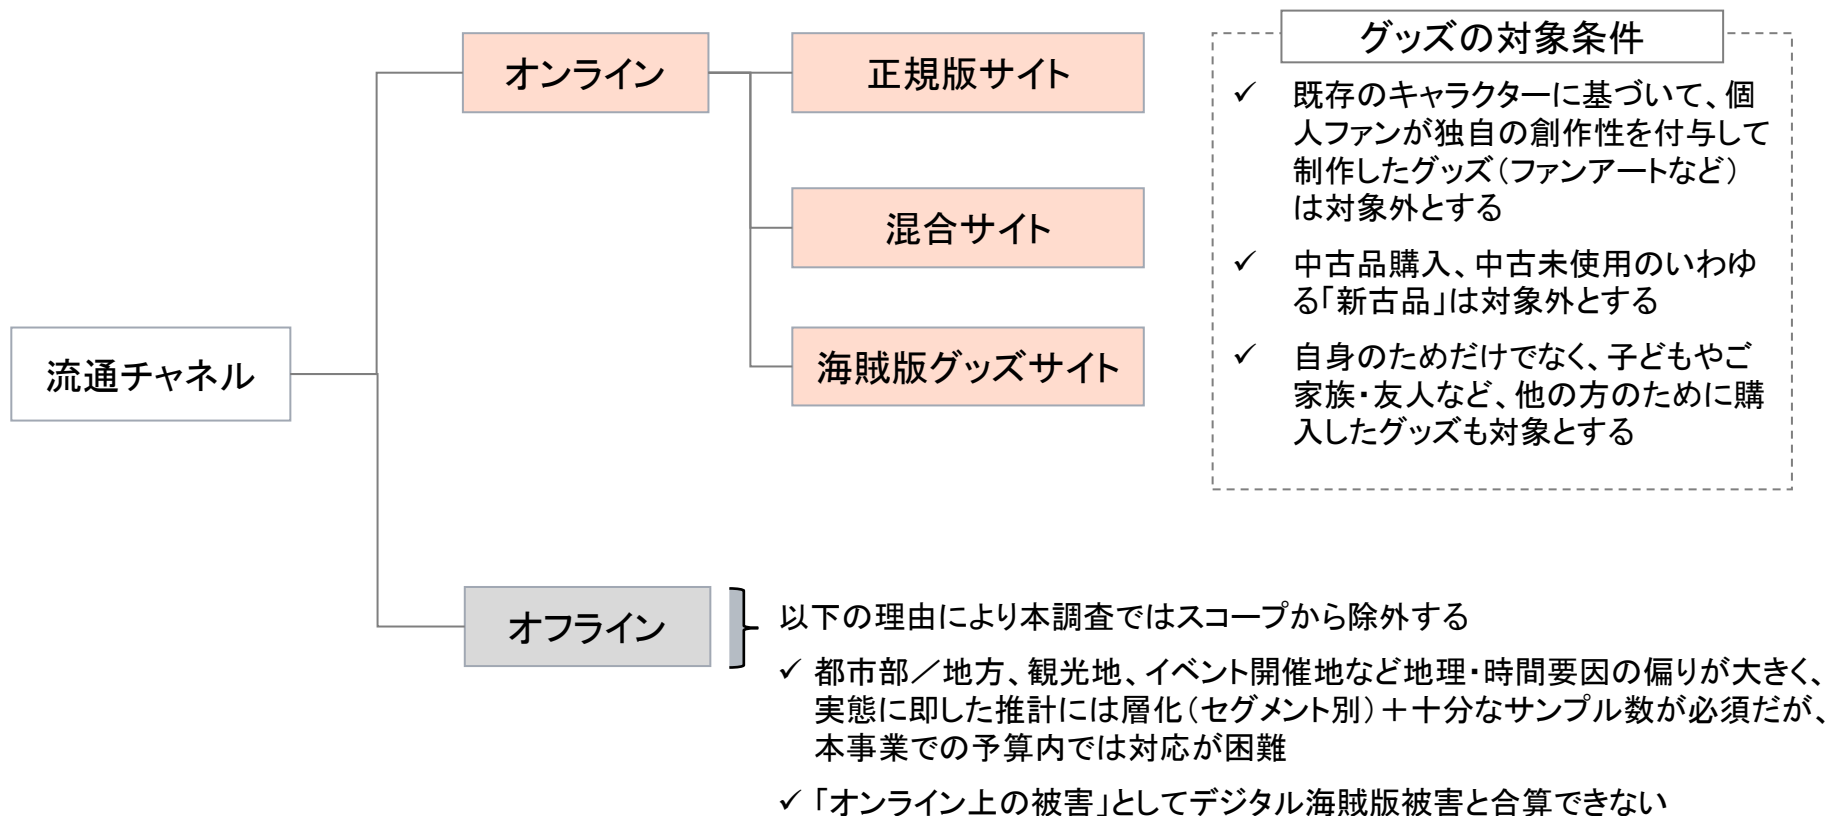 流通チャネル
オンライン
正規版サイト
混合サイト
海賊版グッズサイト
グッズの対象条件
✓ 既存のキャラクターに基づいて、個
人ファンが独自の創作性を付与して
制作したグッズ(ファンアートなど)
は対象外とする
✓ 中古品購入、中古未使用のいわゆ
る「新古品」は対象外とする
✓ 自身のためだけでなく、子どもやご
家族・友人など、他の方のために購
入したグッズも対象とする
オフライン
以下の理由により本調査ではスコープから除外する
✓ 都市部/地方、観光地、イベント開催地など地理・時間要因の偏りが大きく、
実態に即した推計には層化(セグメント別)+十分なサンプル数が必須だが、
本事業での予算内では対応が困難
✓ 「オンライン上の被害」としてデジタル海賊版被害と合算できない